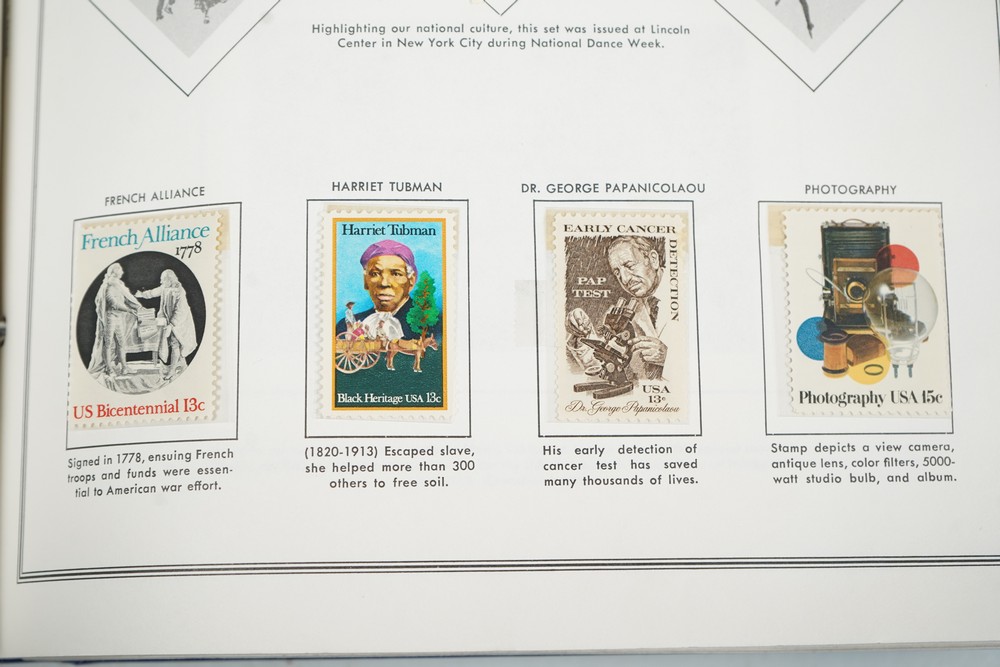 Highlighting our national culture, this set was issued at Lincoln
Center in New York City during National Dance Week.
FRENCH ALLIANCE
French Alliance
1778
US Bicentennial 13c
Signed in 1778, ensuing French
troops and funds were essen-
tial to American war effort.
HARRIET TUBMAN
Harriet Tubman
Black Heritage USA 13c
(1820-1913) Escaped slave,
she helped more than 300
others to free soil.
DR. GEORGE PAPANICOLAOU
EARLY CANCER
DETECTION
PAP
TEST
USA
13c
Dr. George Papanicolaou
His early detection of
cancer test has saved
many thousands of lives.
PHOTOGRAPHY
Photography USA 15c
Stamp depicts a view camera,
antique lens, color filters, 5000-
watt studio bulb, and album.